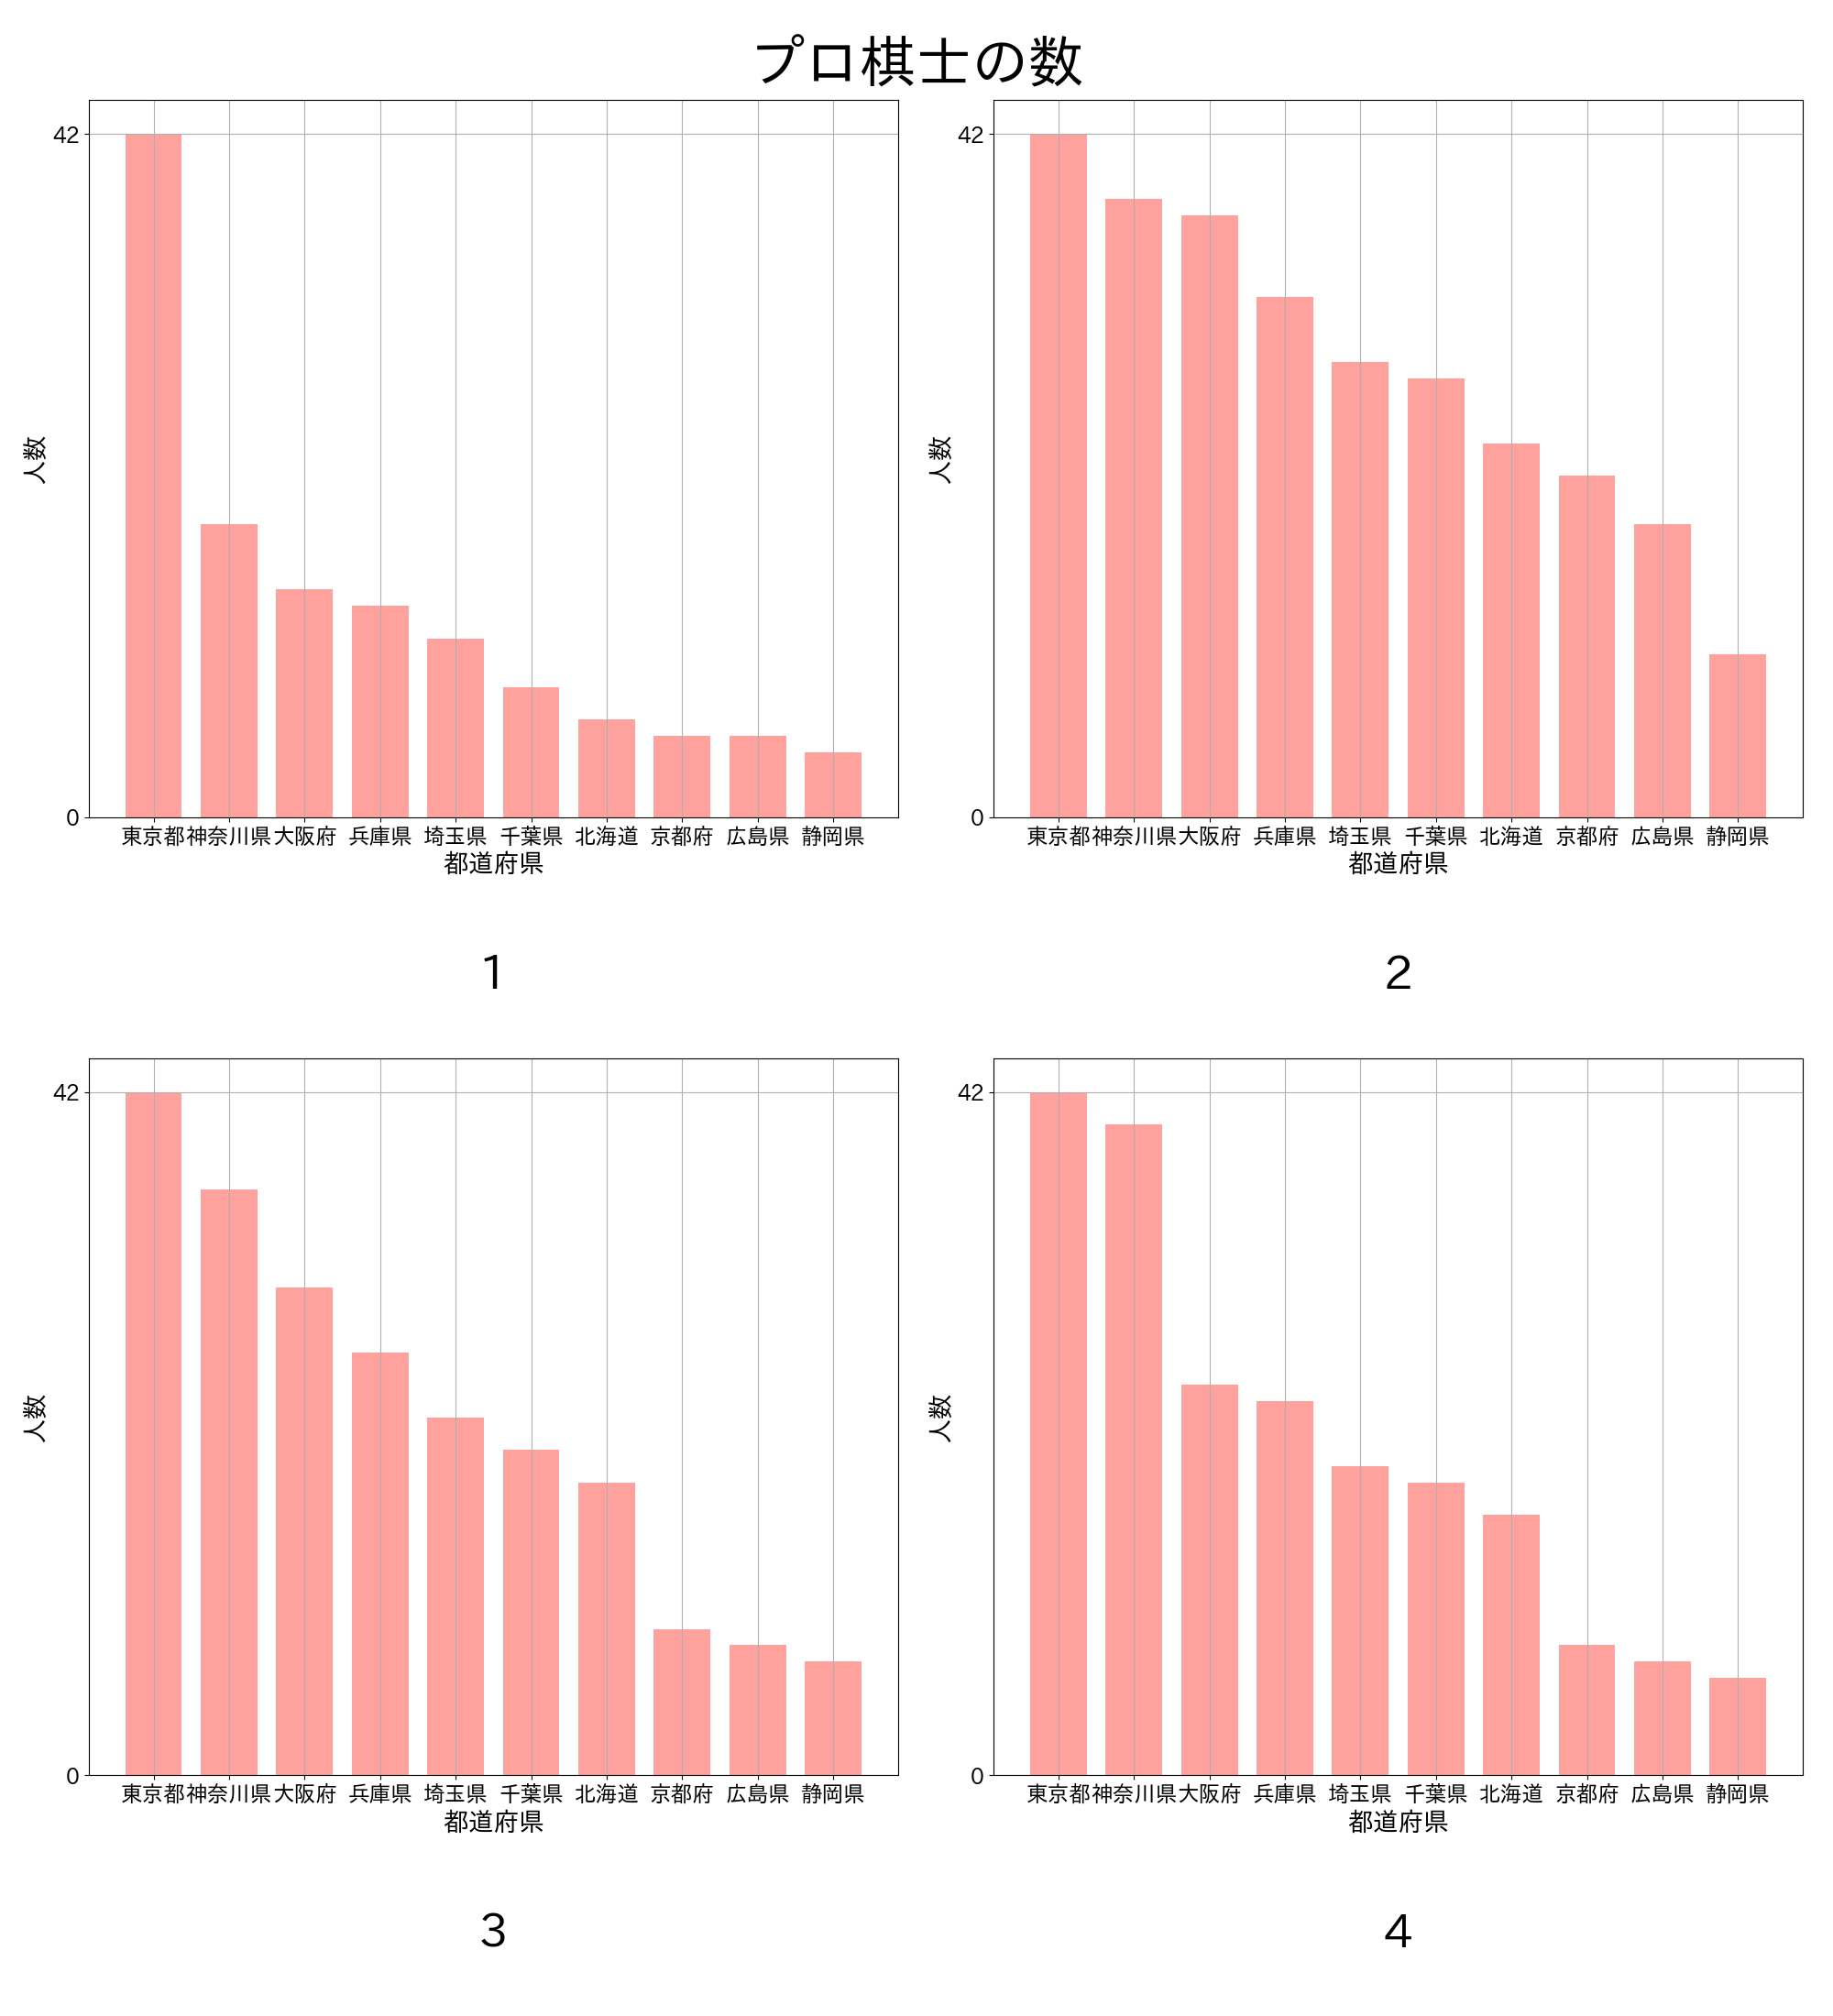 プロ棋士の数
42
0
人数
東京都 神奈川県 大阪府 兵庫県 埼玉県 千葉県 北海道 京都府 広島県 静岡県
都道府県
1
42
0
人数
東京都 神奈川県 大阪府 兵庫県 埼玉県 千葉県 北海道 京都府 広島県 静岡県
都道府県
2
42
0
人数
東京都 神奈川県 大阪府 兵庫県 埼玉県 千葉県 北海道 京都府 広島県 静岡県
都道府県
3
42
0
人数
東京都 神奈川県 大阪府 兵庫県 埼玉県 千葉県 北海道 京都府 広島県 静岡県
都道府県
4